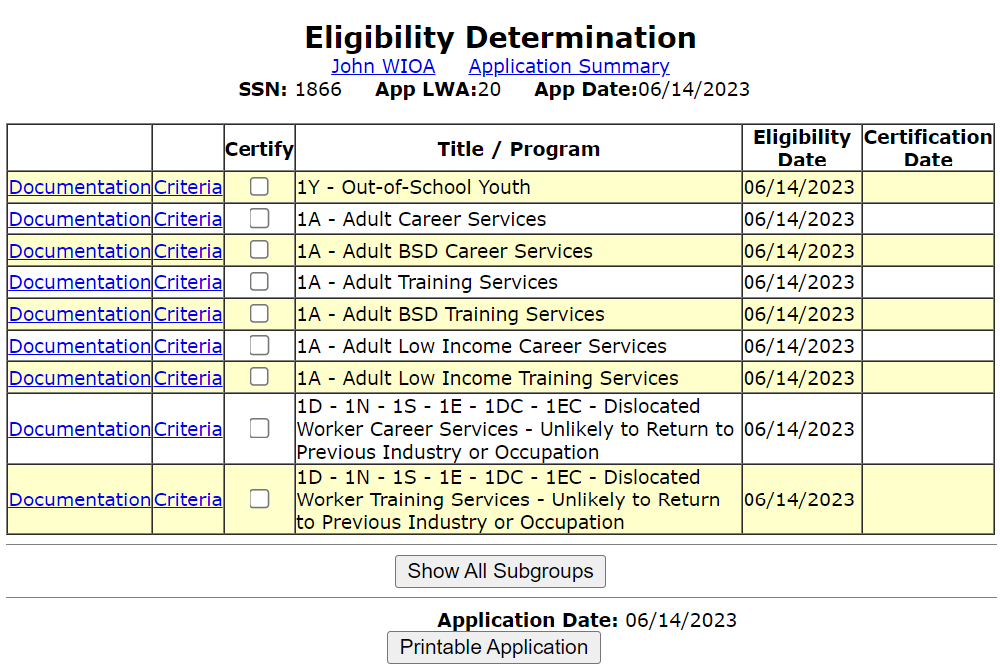 Eligibility Determination
John WIOA Application Summary
SSN: 1866 App LWA:20 App Date:06/14/2023
Certify Title / Program Eligibility Date Certification Date
Documentation Criteria 1Y - Out-of-School Youth 06/14/2023
Documentation Criteria 1A - Adult Career Services 06/14/2023
Documentation Criteria 1A - Adult BSD Career Services 06/14/2023
Documentation Criteria 1A - Adult Training Services 06/14/2023
Documentation Criteria 1A - Adult BSD Training Services 06/14/2023
Documentation Criteria 1A - Adult Low Income Career Services 06/14/2023
Documentation Criteria 1A - Adult Low Income Training Services 06/14/2023
1D - 1N - 1S - 1E - 1DC - 1EC - Dislocated
Documentation Criteria Worker Career Services - Unlikely to Return to 06/14/2023
Previous Industry or Occupation
1D - 1N - 1S - 1E - 1DC - 1EC - Dislocated
Documentation Criteria Worker Training Services - Unlikely to Return 06/14/2023
to Previous Industry or Occupation
Show All Subgroups
Application Date: 06/14/2023
Printable Application